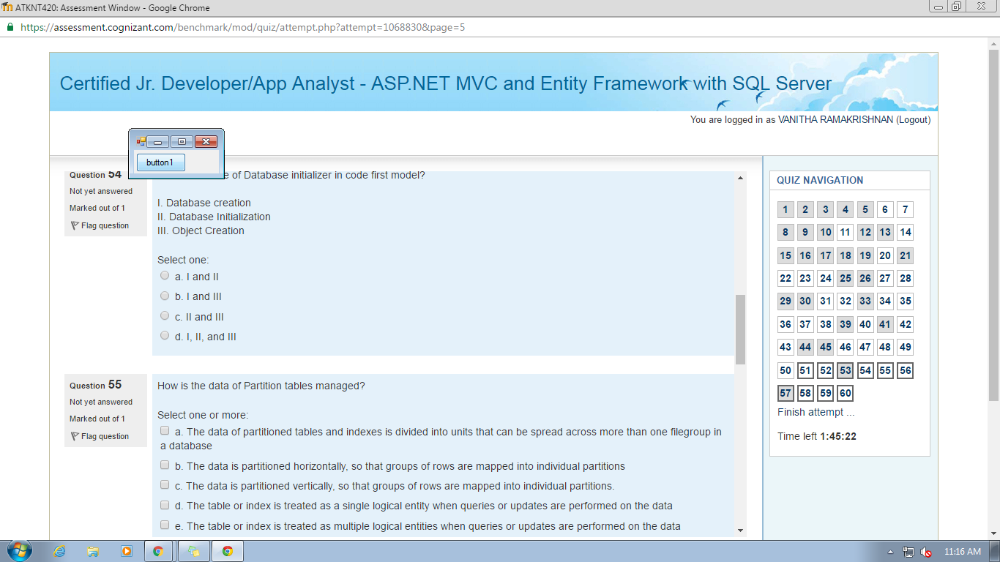 ATKNT420: Assessment Window - Google Chrome
https://assessment.cognizant.com/benchmark/mod/quiz/attempt.php?attempt=1068830&page=5
Certified Jr. Developer/App Analyst - ASP.NET MVC and Entity Framework with SQL Server
You are logged in as VANITHA RAMAKRISHNAN (Logout)
button1
Question 54
Not yet answered
Marked out of 1
Flag question
of Database initializer in code first model?
I. Database creation
II. Database Initialization
III. Object Creation
Select one:
a. I and II
b. I and III
c. II and III
d. I, II, and III
Question 55
Not yet answered
Marked out of 1
Flag question
How is the data of Partition tables managed?
Select one or more:
a. The data of partitioned tables and indexes is divided into units that can be spread across more than one filegroup in
a database
b. The data is partitioned horizontally, so that groups of rows are mapped into individual partitions
c. The data is partitioned vertically, so that groups of rows are mapped into individual partitions.
d. The table or index is treated as a single logical entity when queries or updates are performed on the data
e. The table or index is treated as multiple logical entities when queries or updates are performed on the data
QUIZ NAVIGATION
1 2 3 4 5 6 7
8 9 10 11 12 13 14
15 16 17 18 19 20 21
22 23 24 25 26 27 28
29 30 31 32 33 34 35
36 37 38 39 40 41 42
43 44 45 46 47 48 49
50 51 52 53 54 55 56
57 58 59 60
Finish attempt ...
Time left 1:45:22
11:16 AM